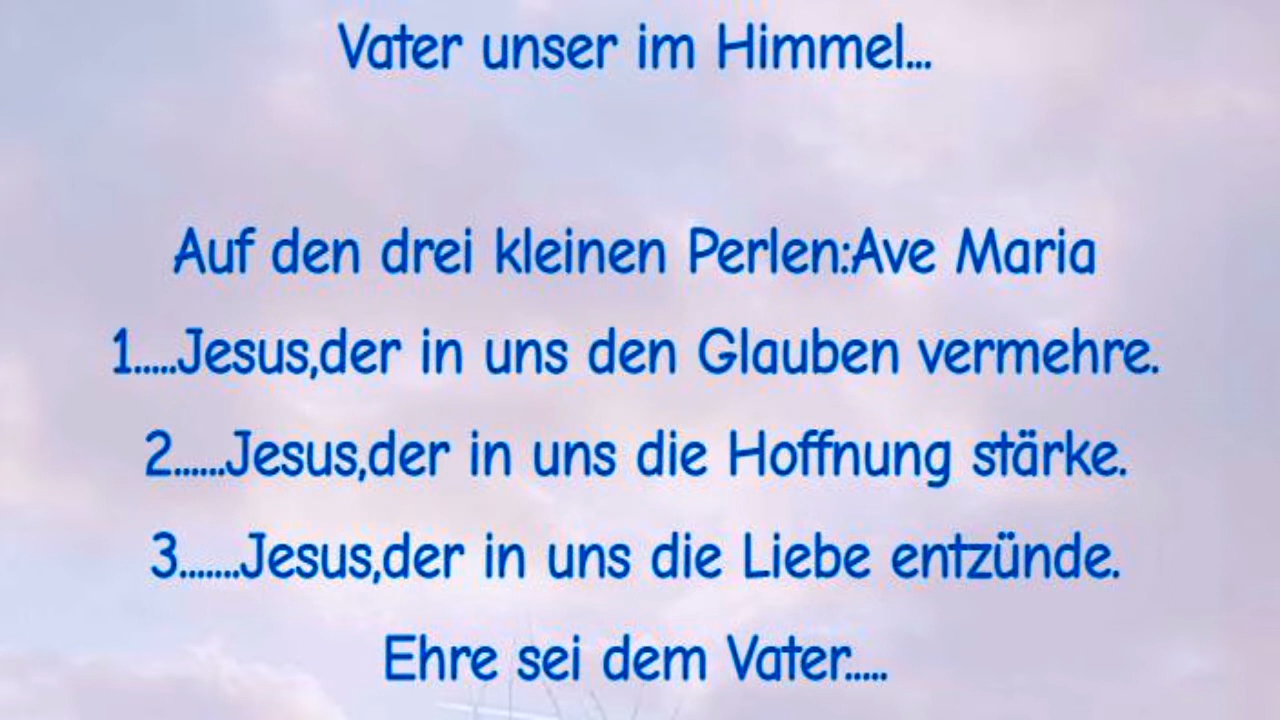 Vater unser im Himmel...
Auf den drei kleinen Perlen:Ave Maria
1.....Jesus,der in uns den Glauben vermehre.
2......Jesus,der in uns die Hoffnung stärke.
3.......Jesus,der in uns die Liebe entzünde.
Ehre sei dem Vater.....